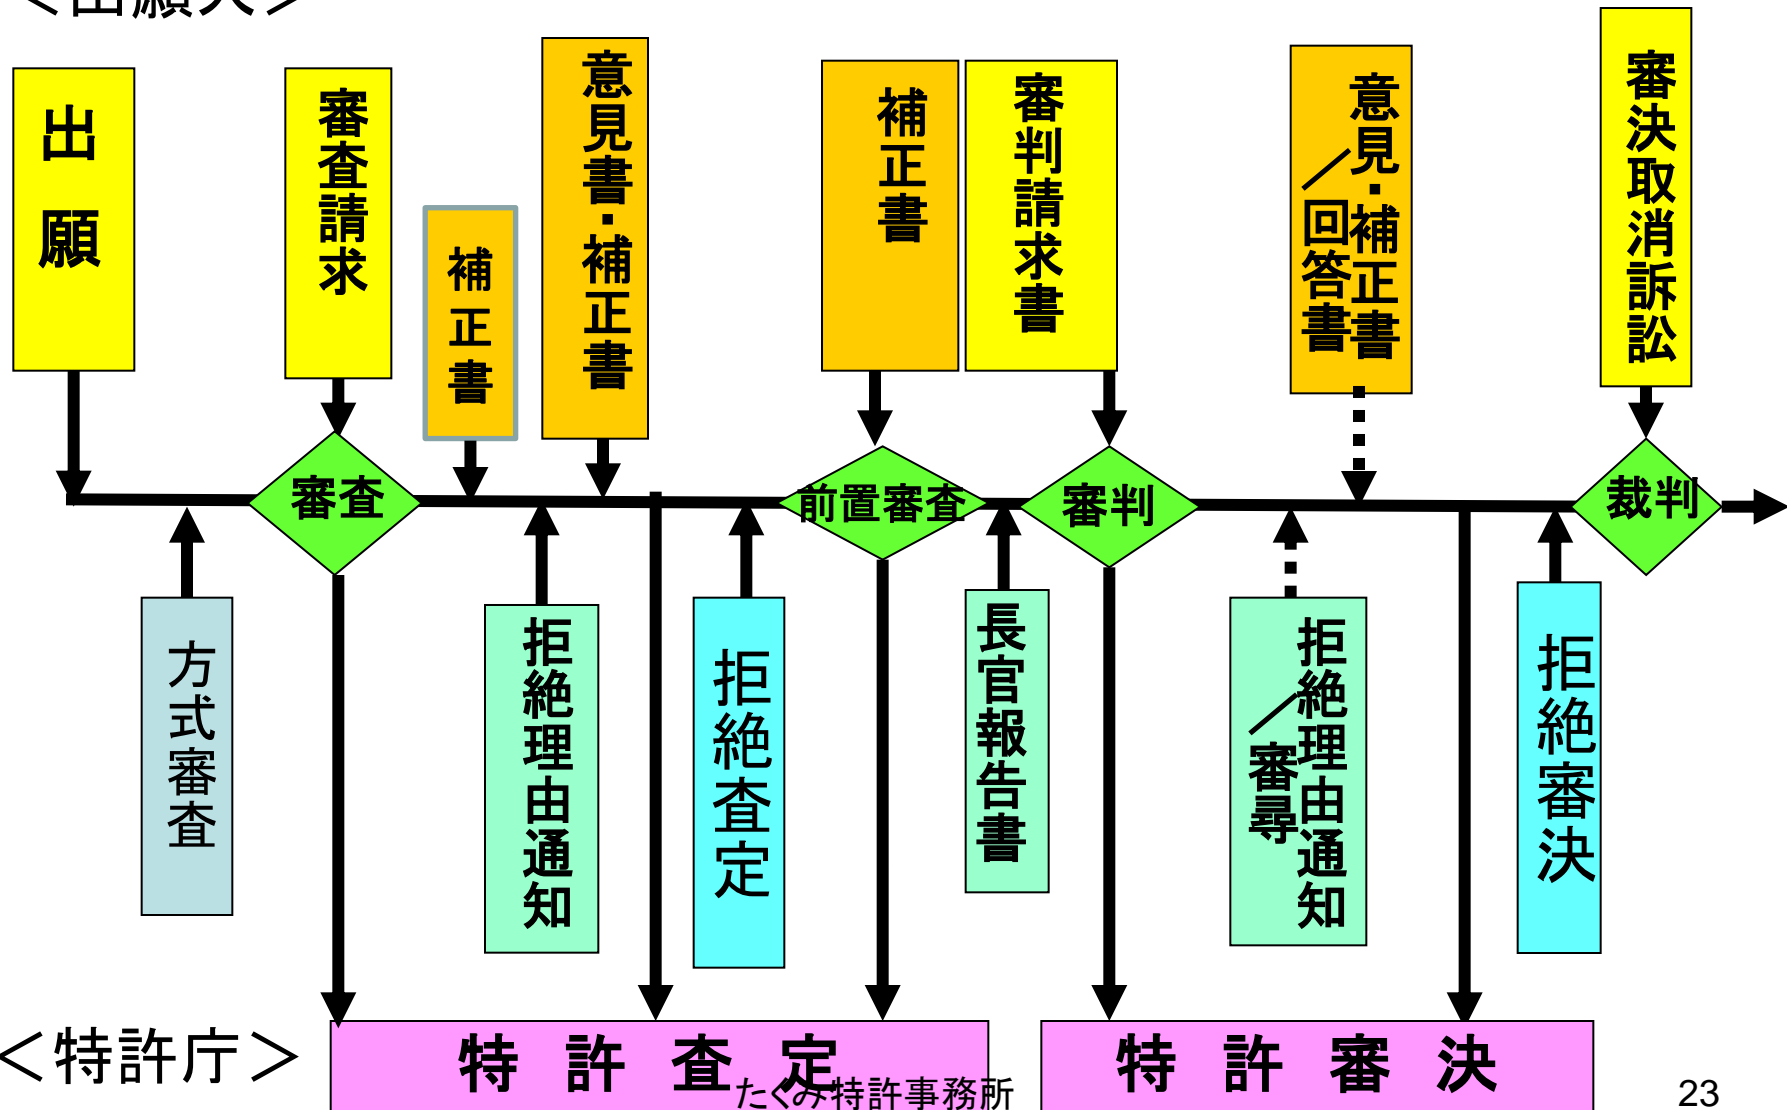 ＜出願人＞
出願
審査請求
補正書
意見書・補正書
補正書
審判請求書
意見・補正書
／回答書
審決取消訴訟
審査
前置審査
審判
裁判
方式審査
拒絶理由通知
拒絶査定
長官報告書
拒絶理由通知
／審尋
拒絶審決
＜特許庁＞
特許査定
特許審決
たくみ特許事務所
23